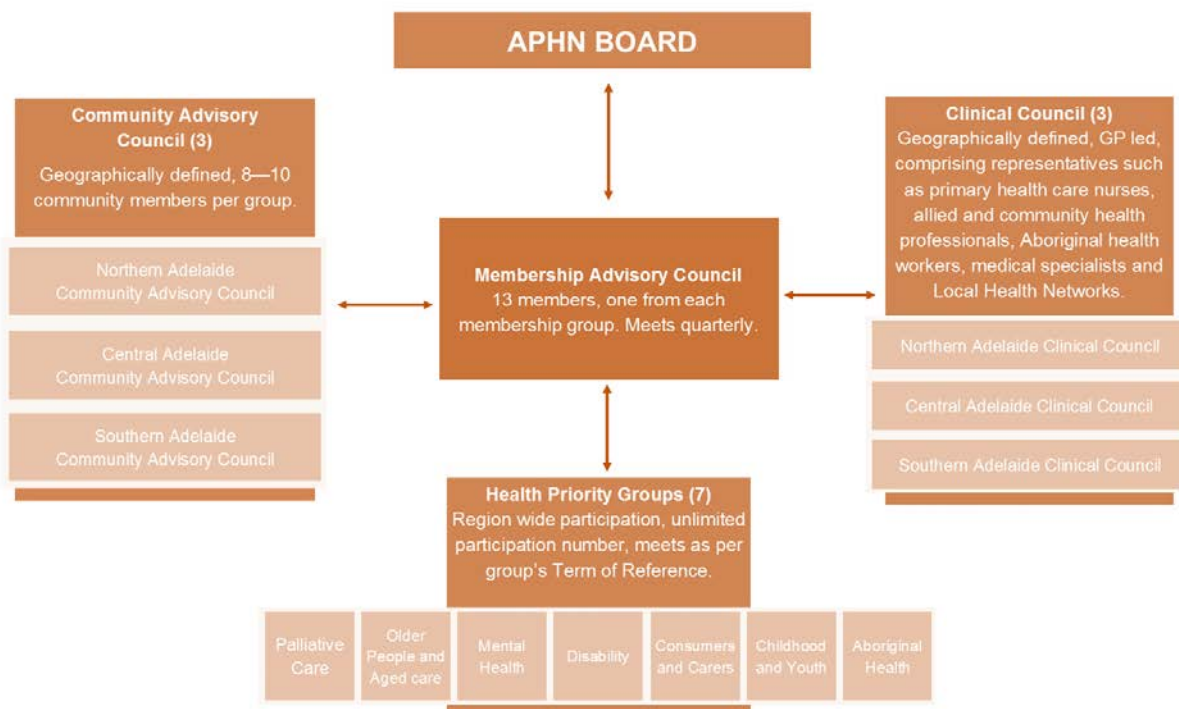 APHN BOARD
Community Advisory
Council (3)
Geographically defined, 8—10
community members per group.
Northern Adelaide
Community Advisory Council
Central Adelaide
Community Advisory Council
Southern Adelaide
Community Advisory Council
Membership Advisory Council
13 members, one from each
membership group. Meets quarterly.
Clinical Council (3)
Geographically defined, GP led,
comprising representatives such
as primary health care nurses,
allied and community health
professionals, Aboriginal health
workers, medical specialists and
Local Health Networks.
Northern Adelaide Clinical Council
Central Adelaide Clinical Council
Southern Adelaide Clinical Council
Health Priority Groups (7)
Region wide participation, unlimited
participation number, meets as per
group's Term of Reference.
Palliative
Care
Older
People and
Aged care
Mental
Health
Disability
Consumers
and Carers
Childhood
and Youth
Aboriginal
Health